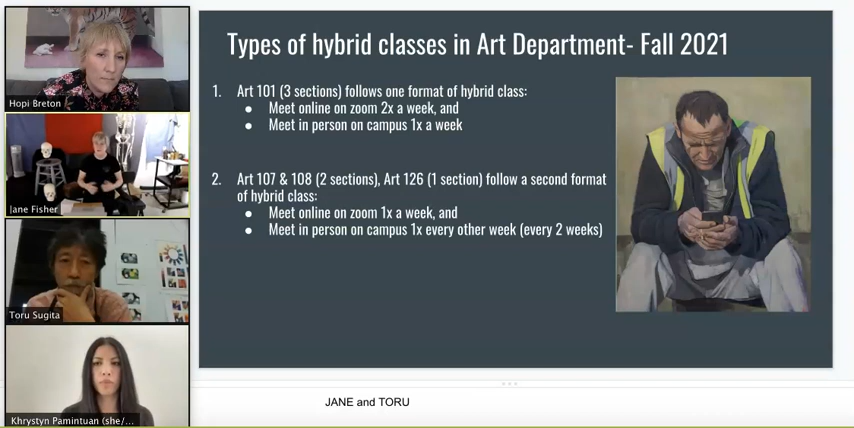 Types of hybrid classes in Art Department- Fall 2021
1. Art 101 (3 sections) follows one format of hybrid class:
● Meet online on zoom 2x a week, and
● Meet in person on campus 1x a week
2. Art 107 & 108 (2 sections), Art 126 (1 section) follow a second format
of hybrid class:
● Meet online on zoom 1x a week, and
● Meet in person on campus 1x every other week (every 2 weeks)
JANE and TORU
Hopi Breton
Jane Fisher
Toru Sugita
Khrystyn Pamintuan (she/...